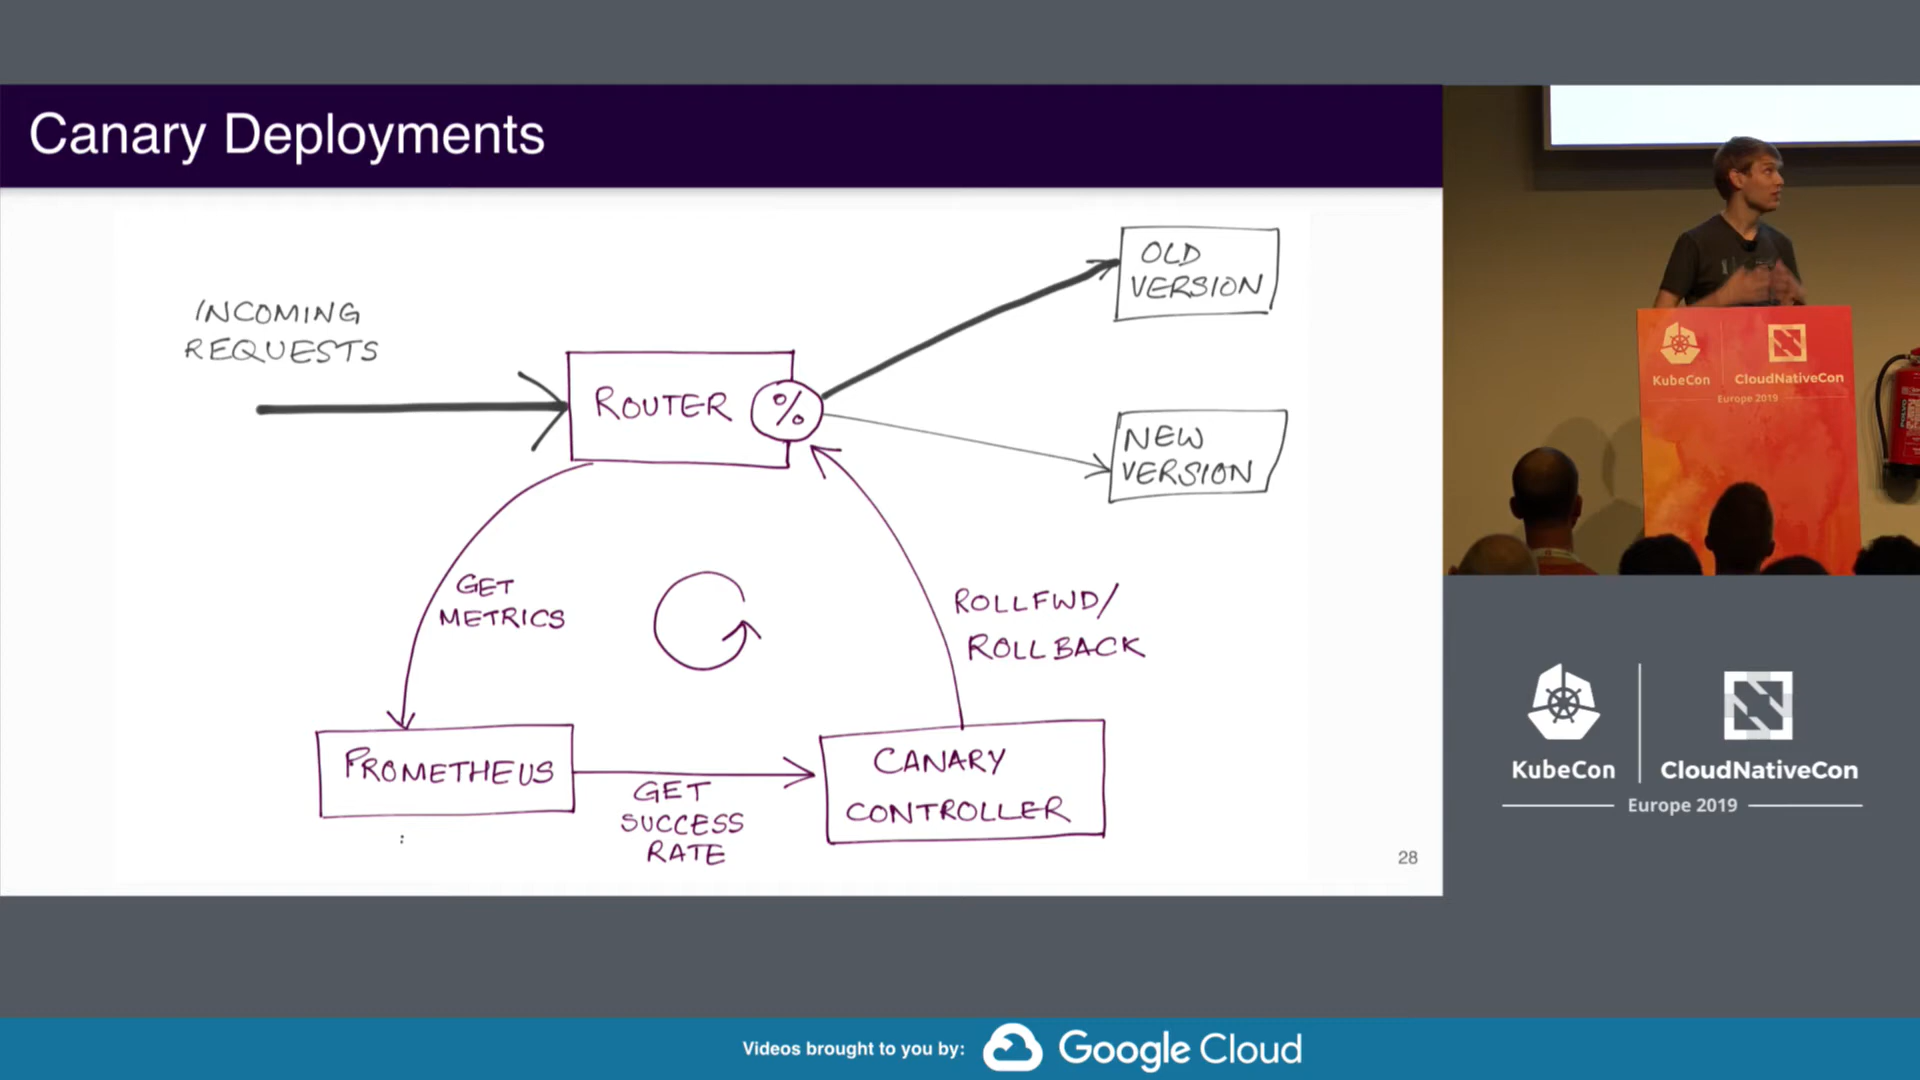 Canary Deployments
INCOMING
REQUESTS
ROUTER
%
OLD
VERSION
NEW
VERSION
GET
METRICS
ROLLFWD/
ROLLBACK
PROMETHEUS
GET
SUCCESS
RATE
CANARY
CONTROLLER
28
KubeCon
CloudNativeCon
Europe 2019
KubeCon
CloudNativeCon
Europe 2019
Videos brought to you by:
Google Cloud